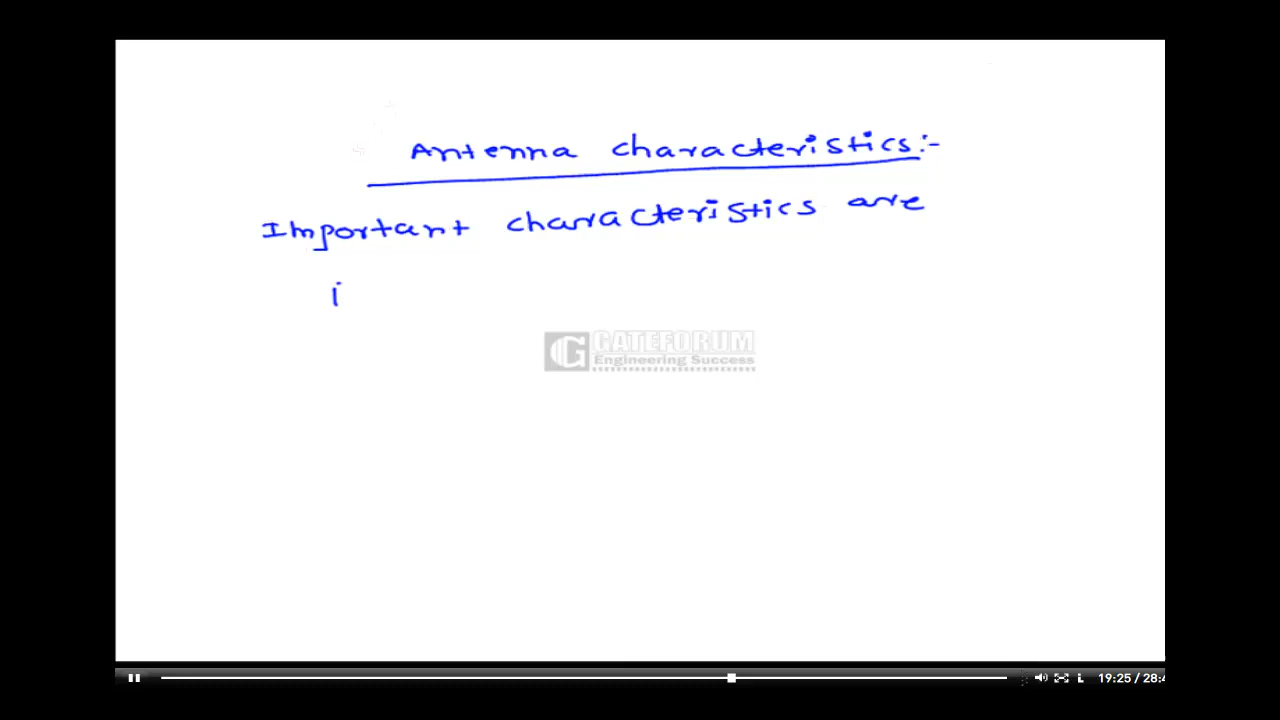 Antenna characteristics:-
Important characteristics are
i
GATEFORUM
Engineering Success
19:25 / 28:4